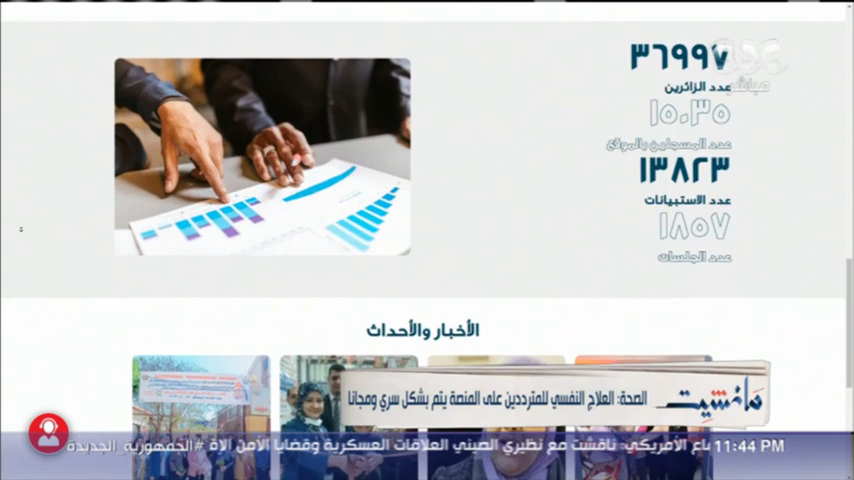 cbc
مباشر
٣٦٩٩٧
عدد الزائرين
١٥٠٣٥
عدد المسجلين بالموقع
١٣٨٢٣
عدد الاستبيانات
١٨٥٧
عدد الجلسات
الأخبار والأحداث
مانشيت
الصحة: العلاج النفسي للمترددين على المنصة يتم بشكل سري ومجانا
11:44 PM
ـاع الأمريكي: ناقشت مع نظيري الصيني العلاقات العسكرية وقضايا الأمن
#الجمهورية_الجديدة